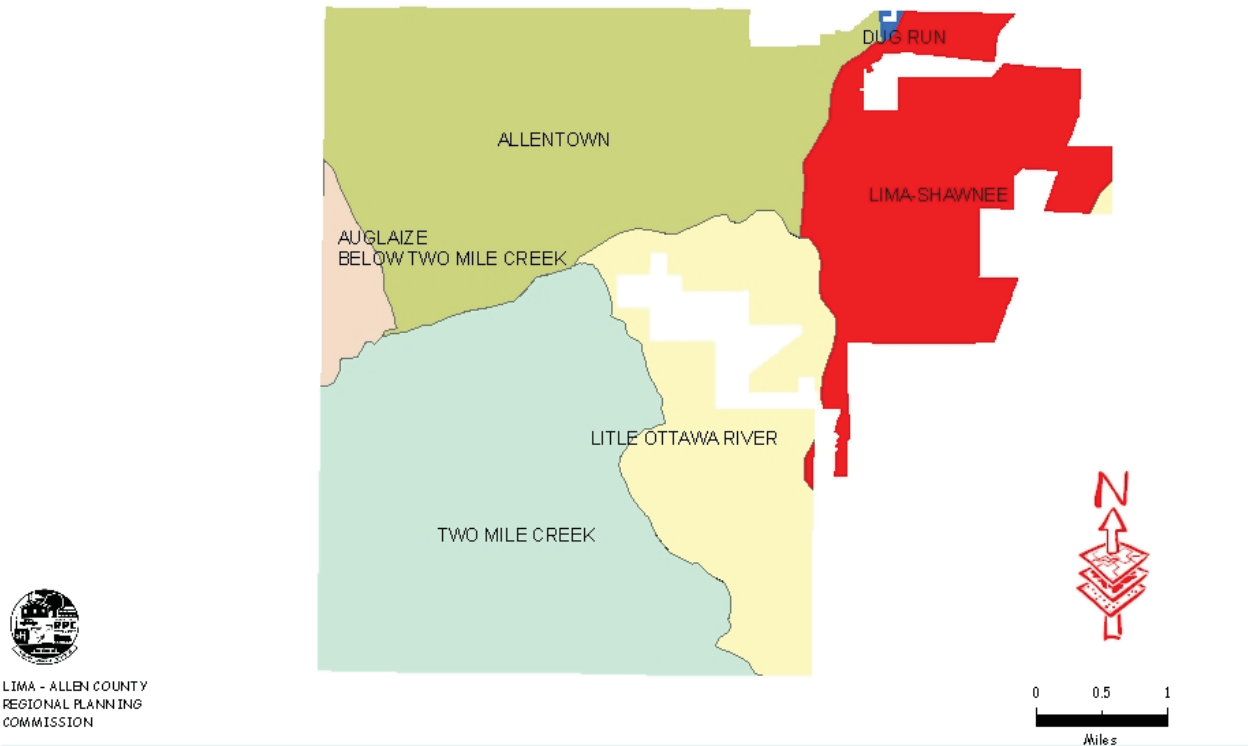 DUG RUN
ALLENTOWN
LIMA-SHAWNEE
AUGLAIZE
BELOW TWO MILE CREEK
LITLE OTTAWA RIVER
TWO MILE CREEK
N
RPC
LIMA - ALLEN COUNTY
REGIONAL PLANNING
COMMISSION
0 0.5 1
Miles